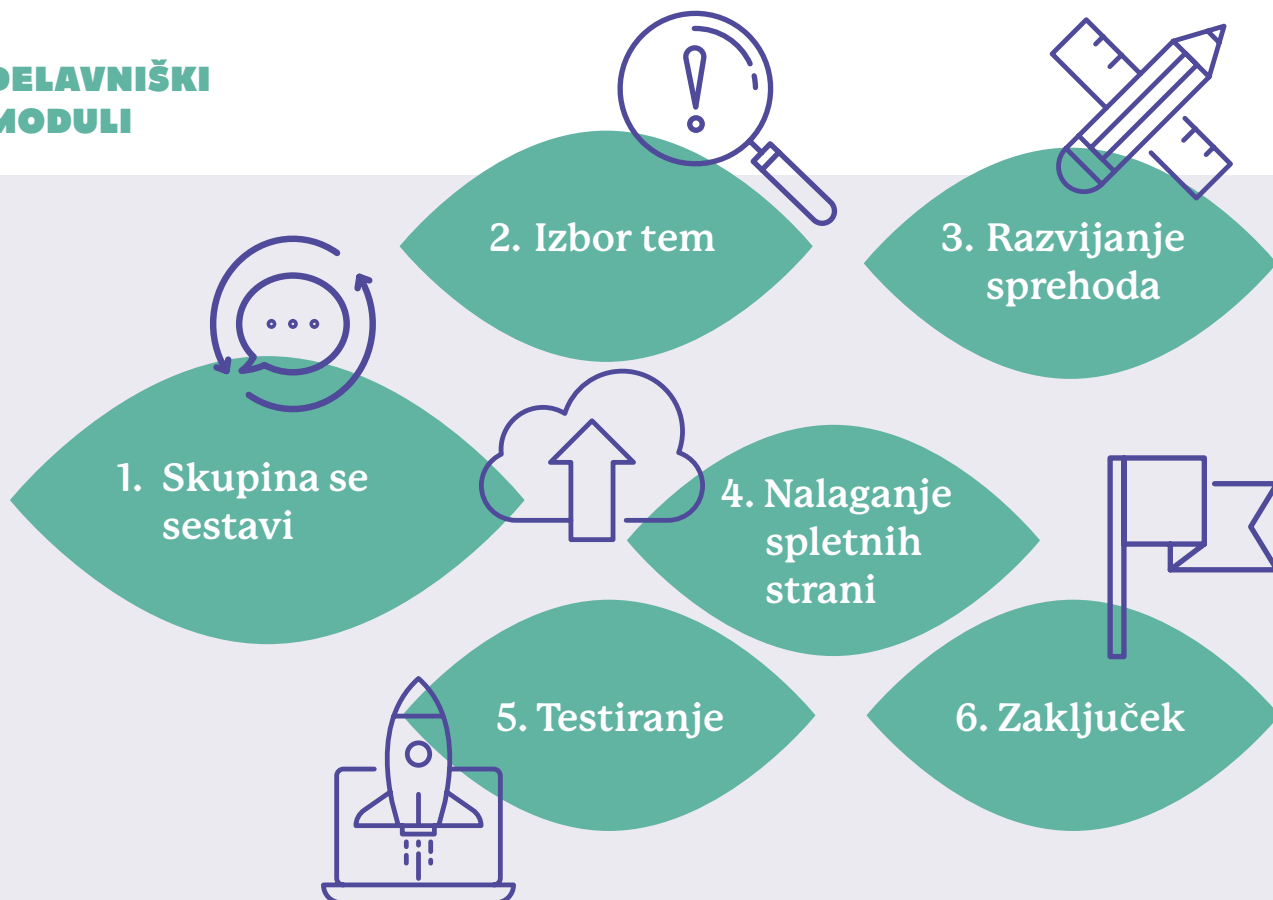 DELAVNIŠKI
MODULI
1. Skupina se
sestavi
2. Izbor tem
3. Razvijanje
sprehoda
4. Nalaganje
spletnih
strani
5. Testiranje
6. Zaključek